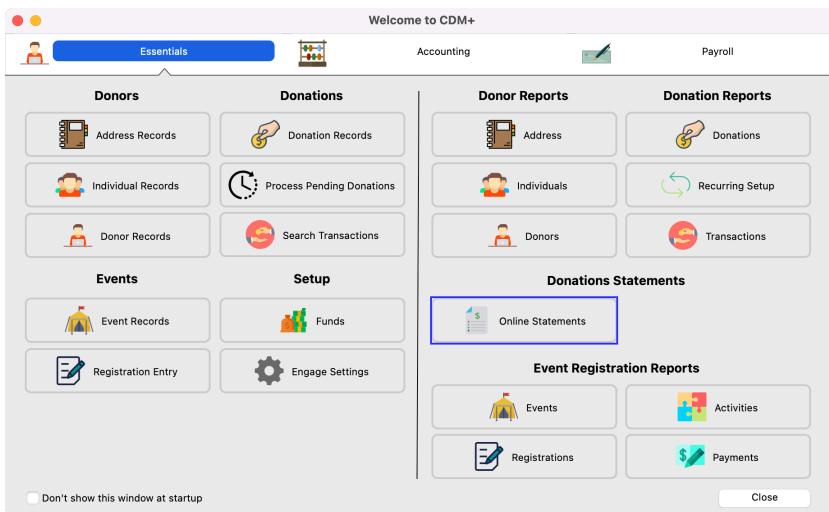 Welcome to CDM+
Essentials
Accounting
Payroll
Donors
Donations
Address Records
Donation Records
Individual Records
Process Pending Donations
Donor Records
Search Transactions
Events
Setup
Event Records
Funds
Registration Entry
Engage Settings
Donor Reports
Donation Reports
Address
Donations
Individuals
Recurring Setup
Donors
Transactions
Donations Statements
Online Statements
Event Registration Reports
Events
Activities
Registrations
Payments
Don't show this window at startup
Close